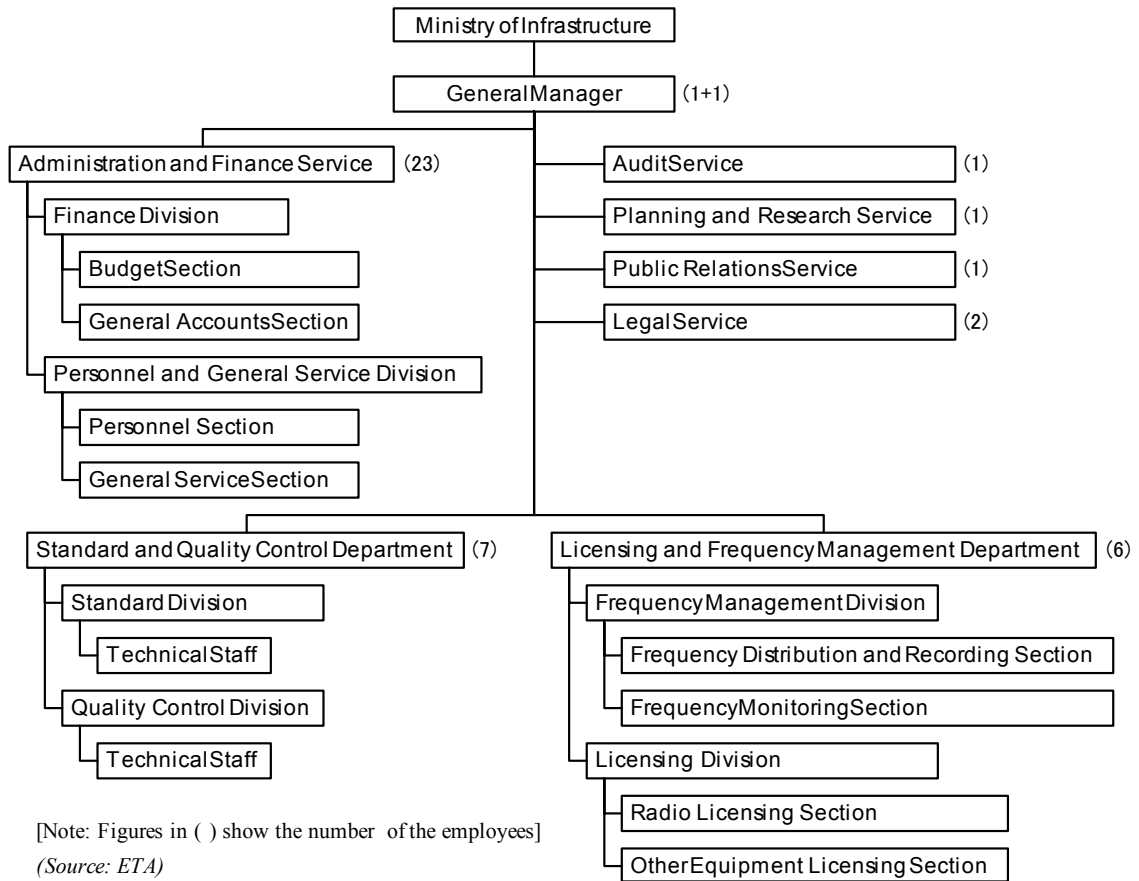 Ministry of Infrastructure
General Manager (1+1)
Administration and Finance Service (23)
Finance Division
Budget Section
General Accounts Section
Personnel and General Service Division
Personnel Section
General Service Section
Audit Service (1)
Planning and Research Service (1)
Public Relations Service (1)
Legal Service (2)
Standard and Quality Control Department (7)
Standard Division
Technical Staff
Quality Control Division
Technical Staff
Licensing and Frequency Management Department (6)
Frequency Management Division
Frequency Distribution and Recording Section
Frequency Monitoring Section
Licensing Division
Radio Licensing Section
Other Equipment Licensing Section
[Note: Figures in ( ) show the number of the employees]
(Source: ETA)